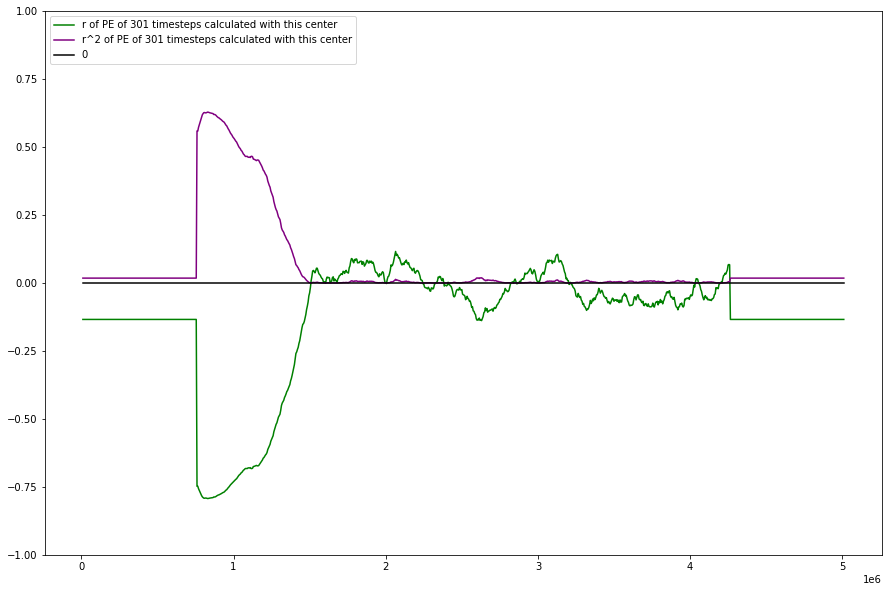 1.00
0.75
0.50
0.25
0.00
−0.25
−0.50
−0.75
−1.00
r of PE of 301 timesteps calculated with this center
r^2 of PE of 301 timesteps calculated with this center
0
0 1 2 3 4 5
1e6